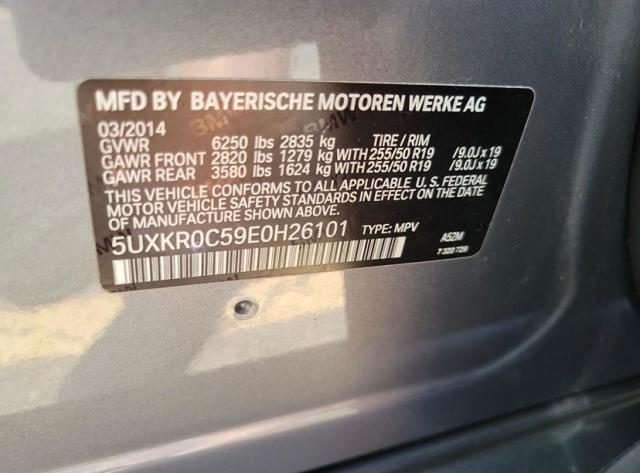 MFD BY BAYERISCHE MOTOREN WERKE AG
03/2014
GVWR 6250 lbs 2835 kg TIRE / RIM
GAWR FRONT 2820 lbs 1279 kg WITH 255/50 R19 /9.0J x 19
GAWR REAR 3580 lbs 1624 kg WITH 255/50 R19 /9.0J x 19
THIS VEHICLE CONFORMS TO ALL APPLICABLE U. S. FEDERAL
MOTOR VEHICLE SAFETY STANDARDS IN EFFECT ON THE DATE
OF MANUFACTURE SHOWN ABOVE.
5UXKR0C59E0H26101 TYPE: MPV A52M
7 320 729